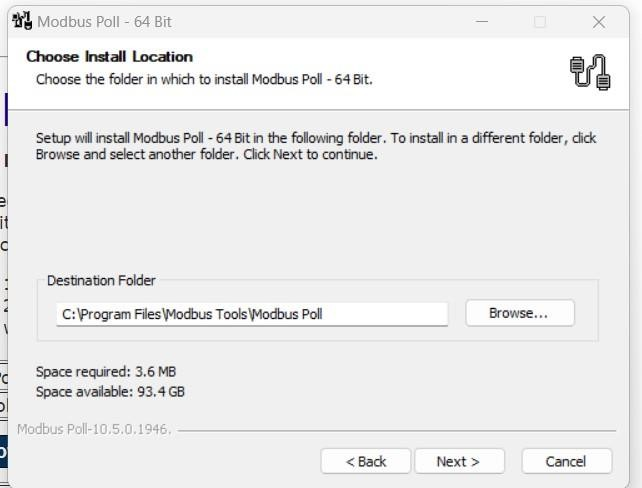 Modbus Poll - 64 Bit
Choose Install Location
Choose the folder in which to install Modbus Poll - 64 Bit.
Setup will install Modbus Poll - 64 Bit in the following folder. To install in a different folder, click
Browse and select another folder. Click Next to continue.
Destination Folder
C:\Program Files\Modbus Tools\Modbus Poll
Browse...
Space required: 3.6 MB
Space available: 93.4 GB
Modbus Poll-10.5.0.1946.
< Back
Next >
Cancel